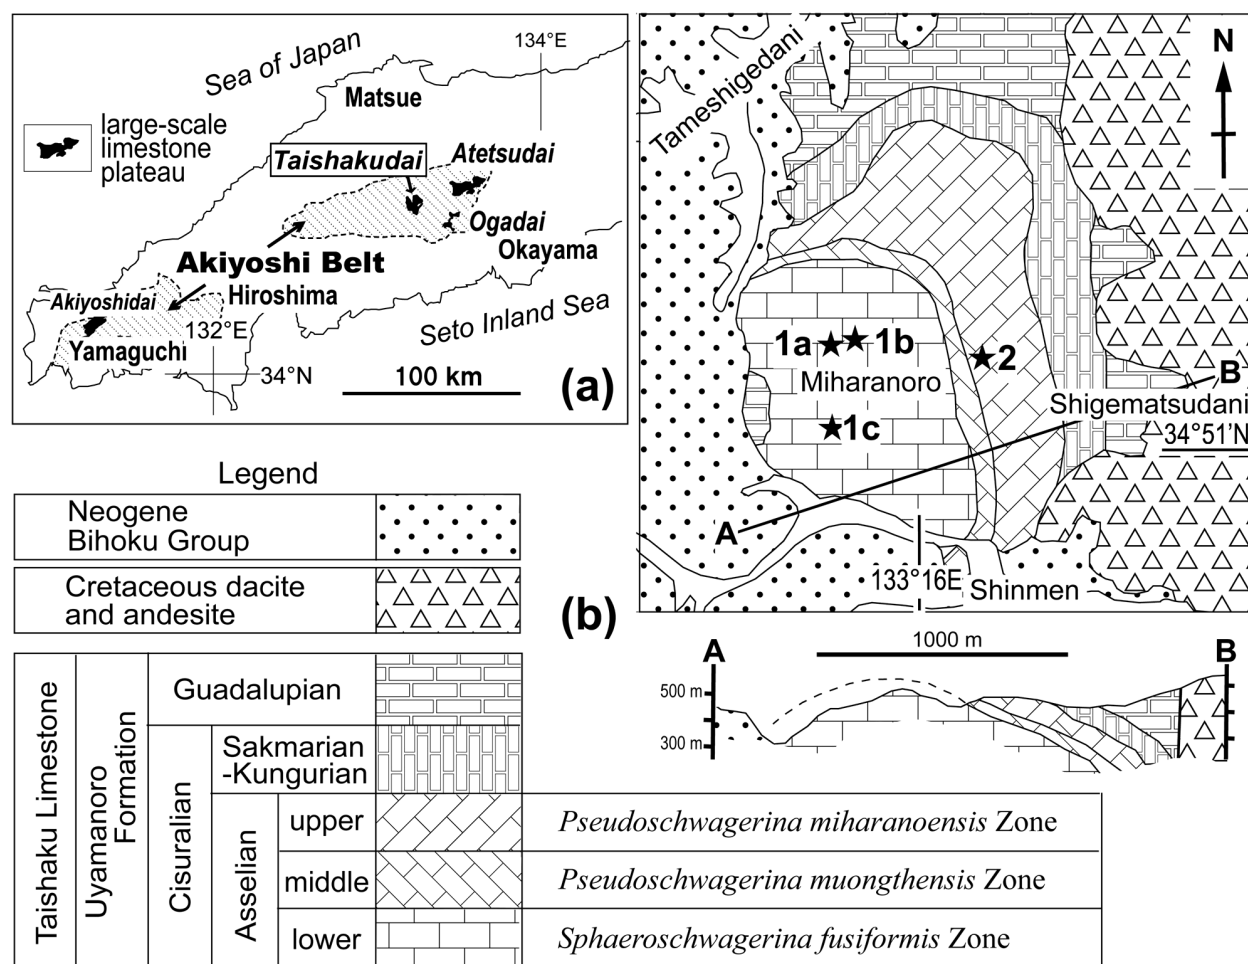 Sea of Japan
134°E
Matsue
large-scale
limestone
plateau
Taishakudai
Atetsudai
Ogadai
Okayama
Akiyoshi Belt
Hiroshima
Akiyoshidai
132°E
Yamaguchi
Seto Inland Sea
34°N
100 km
(a)
Tameshigedani
N
1a
1b
Miharanoro
2
1c
B
Shigematsudani
34°51'N
A
133°16E
Shinmen
(b)
Legend
Neogene
Bihoku Group
Cretaceous dacite
and andesite
Taishaku Limestone
Uyamanoro
Formation
Guadalupian
Cisuralian
Sakmarian
-Kungurian
Asselian
upper
Pseudoschwagerina miharanoensis Zone
middle
Pseudoschwagerina muongthensis Zone
lower
Sphaeroschwagerina fusiformis Zone
A
1000 m
B
500 m
300 m